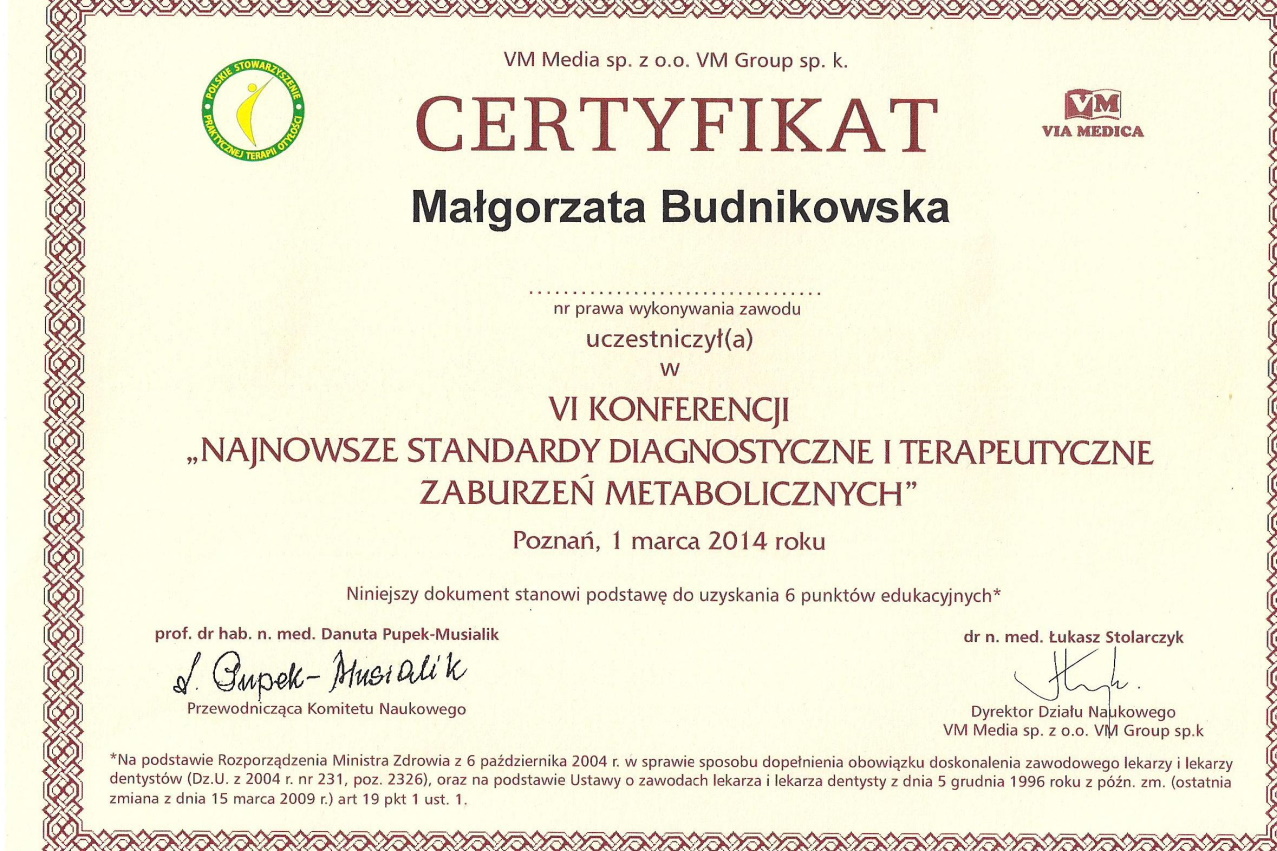 VM Media sp. z o.o. VM Group sp. k.
POLSKIE STOWARZYSZENIE
PRAKTYCZNEJ TERAPII OTYŁOŚCI
CERTYFIKAT
VM
VIA MEDICA
Małgorzata Budnikowska
..................................
nr prawa wykonywania zawodu
uczestniczył(a)
w
VI KONFERENCJI
„NAJNOWSZE STANDARDY DIAGNOSTYCZNE I TERAPEUTYCZNE
ZABURZEŃ METABOLICZNYCH”
Poznań, 1 marca 2014 roku
Niniejszy dokument stanowi podstawę do uzyskania 6 punktów edukacyjnych*
prof. dr hab. n. med. Danuta Pupek-Musialik
D. Pupek-Musialik
Przewodnicząca Komitetu Naukowego
dr n. med. Łukasz Stolarczyk
Dyrektor Działu Naukowego
VM Media sp. z o.o. VM Group sp.k
*Na podstawie Rozporządzenia Ministra Zdrowia z 6 października 2004 r. w sprawie sposobu dopełnienia obowiązku doskonalenia zawodowego lekarzy i lekarzy
dentystów (Dz.U. z 2004 r. nr 231, poz. 2326), oraz na podstawie Ustawy o zawodach lekarza i lekarza dentysty z dnia 5 grudnia 1996 roku z późn. zm. (ostatnia
zmiana z dnia 15 marca 2009 r.) art 19 pkt 1 ust. 1.